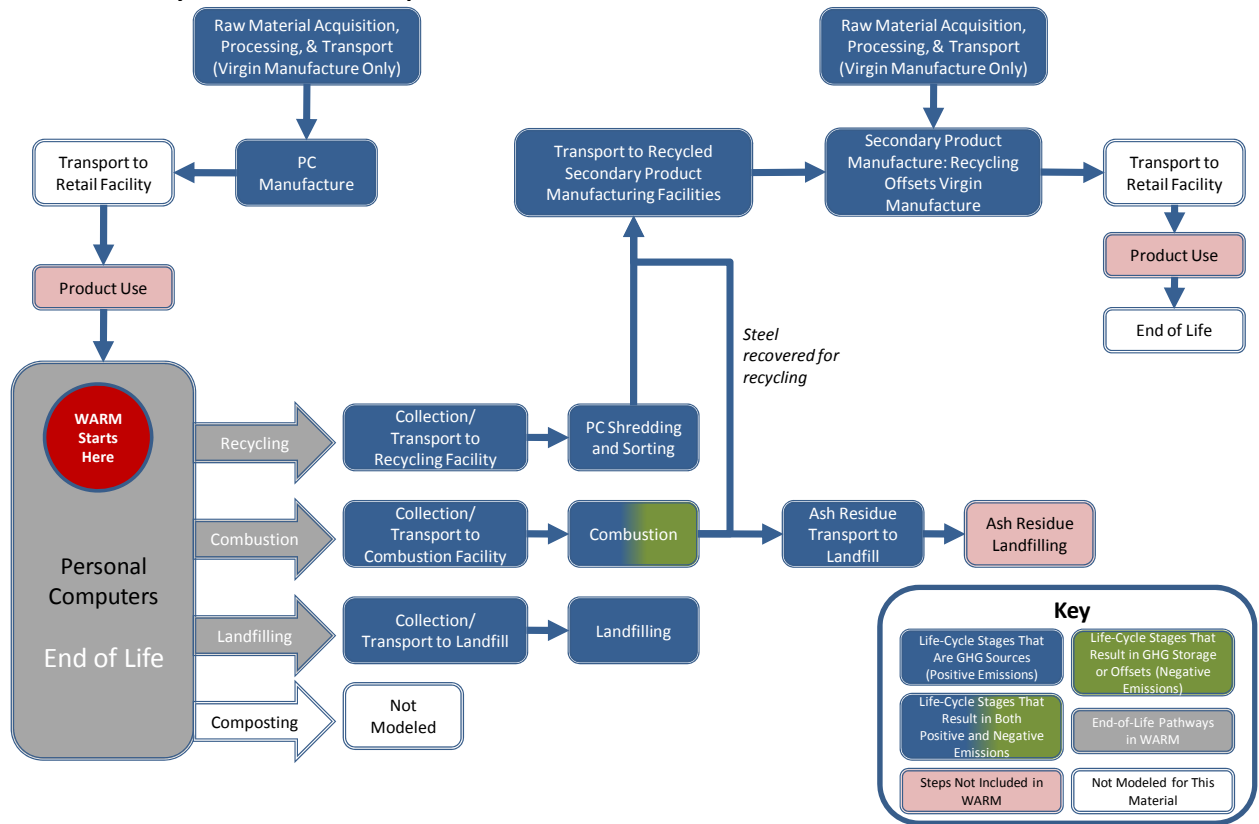 Raw Material Acquisition,
Processing, & Transport
(Virgin Manufacture Only)
Raw Material Acquisition,
Processing, & Transport
(Virgin Manufacture Only)
Transport to
Retail Facility
PC
Manufacture
Transport to Recycled
Secondary Product
Manufacturing Facilities
Secondary Product
Manufacture: Recycling
Offsets Virgin
Manufacture
Transport to
Retail Facility
Product Use
Product Use
End of Life
Steel
recovered for
recycling
WARM
Starts
Here
Personal
Computers
End of Life
Recycling
Collection/
Transport to
Recycling Facility
PC Shredding
and Sorting
Combustion
Collection/
Transport to
Combustion Facility
Combustion
Ash Residue
Transport to
Landfill
Ash Residue
Landfilling
Landfilling
Collection/
Transport to Landfill
Landfilling
Composting
Not
Modeled
Key
Life-Cycle Stages That
Are GHG Sources
(Positive Emissions)
Life-Cycle Stages That
Result in GHG Storage
or Offsets (Negative
Emissions)
Life-Cycle Stages That
Result in Both
Positive and Negative
Emissions
End-of-Life Pathways
in WARM
Steps Not Included in
WARM
Not Modeled for This
Material